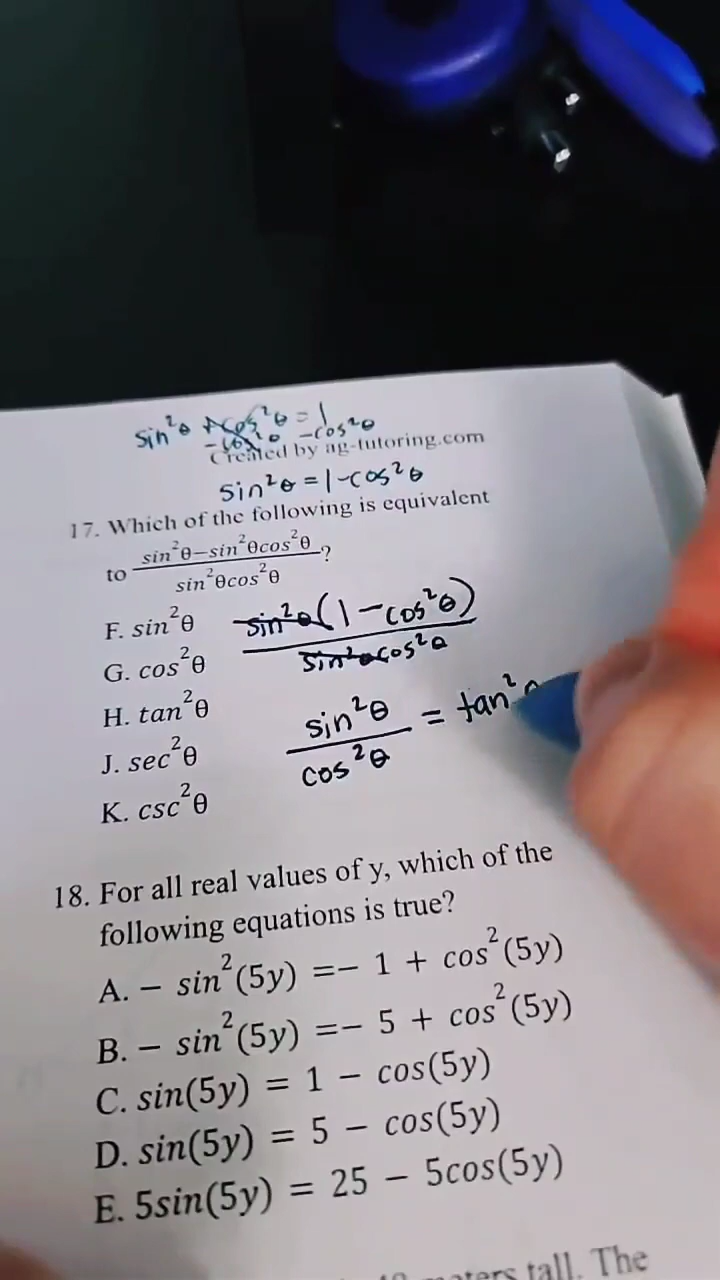 sin²θ + cos²θ = 1
-cos²θ -cos²θ
Created by ag-tutoring.com
sin²θ = 1-cos²θ
17. Which of the following is equivalent
to (sin²θ−sin²θcos²θ)/(sin²θcos²θ) ?
sin²θ(1-cos²θ)
sin²θcos²θ
F. sin²θ
G. cos²θ
H. tan²θ
J. sec²θ
K. csc²θ
sin²θ/cos²θ = tan²
18. For all real values of y, which of the
following equations is true?
A. − sin²(5y) =− 1 + cos²(5y)
B. − sin²(5y) =− 5 + cos²(5y)
C. sin(5y) = 1 − cos(5y)
D. sin(5y) = 5 − cos(5y)
E. 5sin(5y) = 25 − 5cos(5y)
tall. The